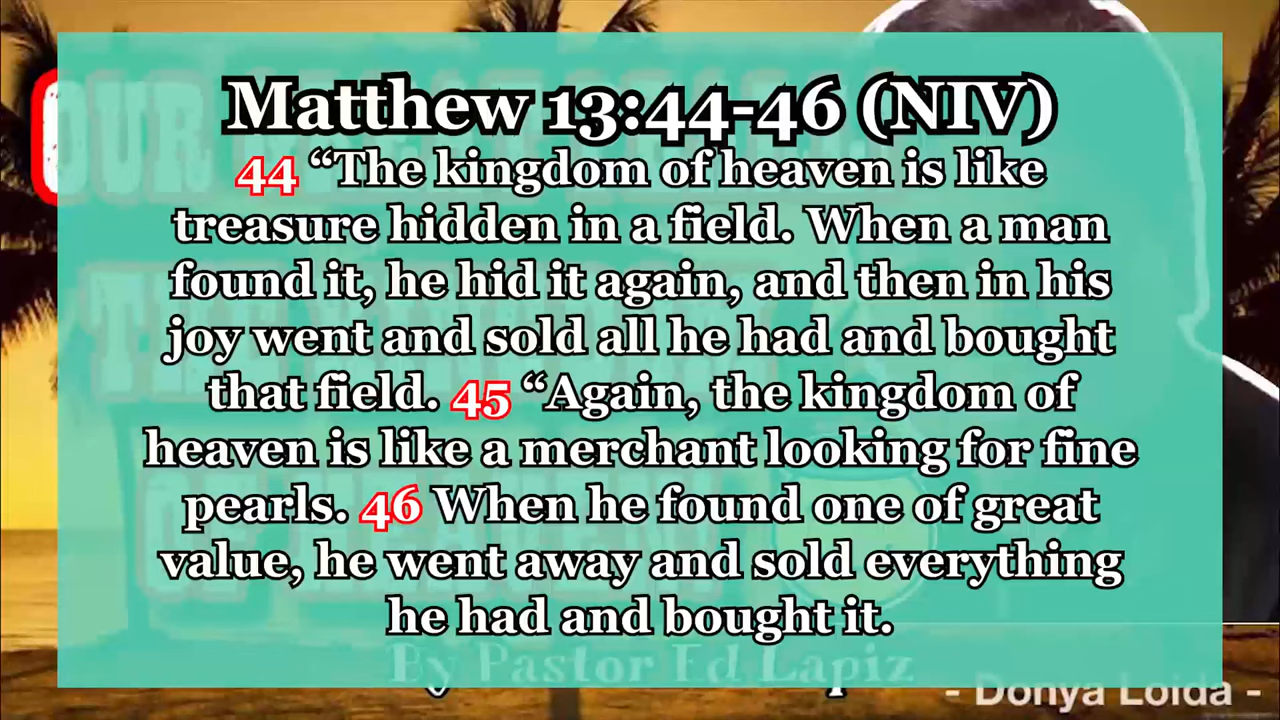 Matthew 13:44-46 (NIV)
44 “The kingdom of heaven is like
treasure hidden in a field. When a man
found it, he hid it again, and then in his
joy went and sold all he had and bought
that field. 45 “Again, the kingdom of
heaven is like a merchant looking for fine
pearls. 46 When he found one of great
value, he went away and sold everything
he had and bought it.
By Pastor Ed Lapiz
- Donya Loida -